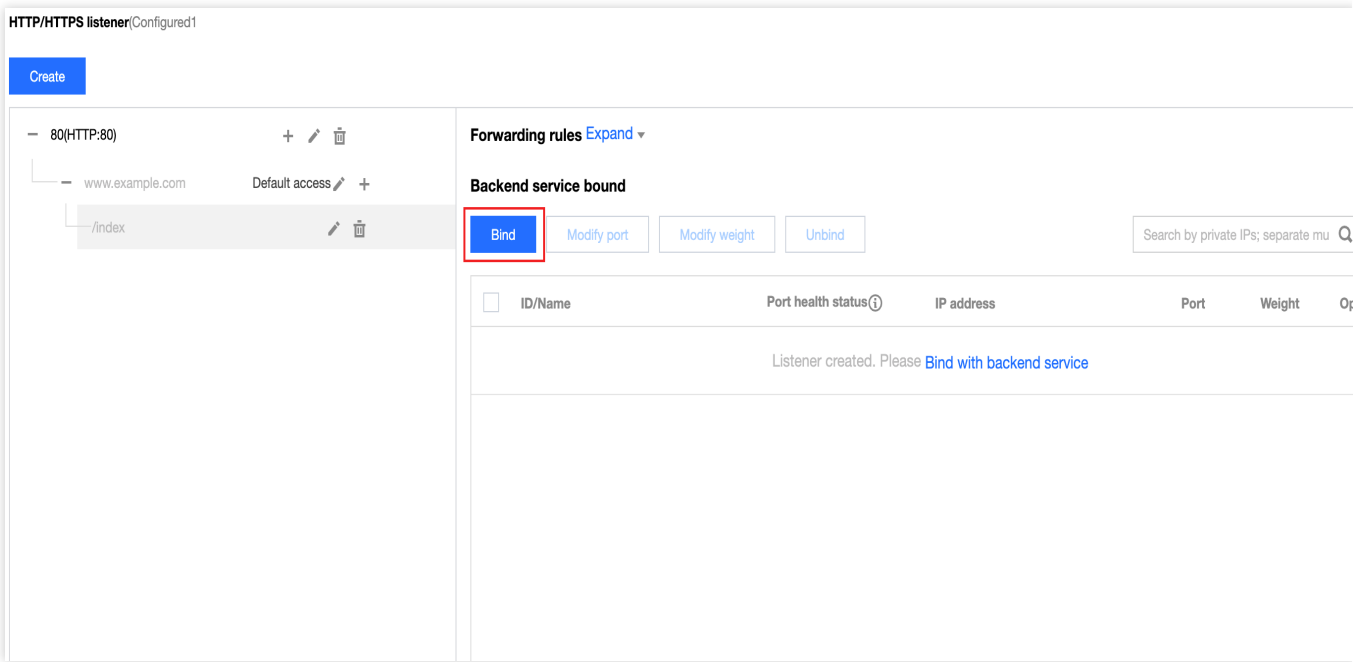 HTTP/HTTPS listener(Configured1
Create
80(HTTP:80)
www.example.com Default access
/index
Forwarding rules Expand
Backend service bound
Bind Modify port Modify weight Unbind Search by private IPs; separate mu
ID/Name Port health status IP address Port Weight Op
Listener created. Please Bind with backend service